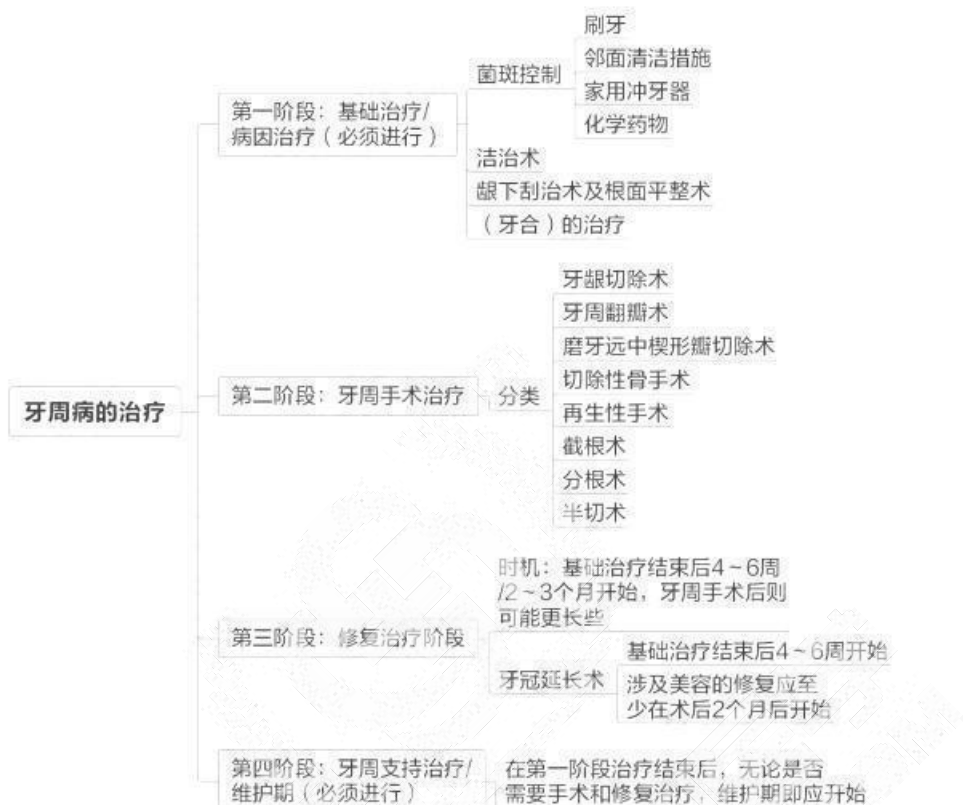 牙周病的治疗
第一阶段：基础治疗/
病因治疗（必须进行）
菌斑控制
刷牙
邻面清洁措施
家用冲牙器
化学药物
洁治术
龈下刮治术及根面平整术
（牙合）的治疗
第二阶段：牙周手术治疗
分类
牙龈切除术
牙周翻瓣术
磨牙远中楔形瓣切除术
切除性骨手术
再生性手术
截根术
分根术
半切术
第三阶段：修复治疗阶段
时机：基础治疗结束后4～6周
/2～3个月开始，牙周手术后则
可能更长些
牙冠延长术
基础治疗结束后4～6周开始
涉及美容的修复应至
少在术后2个月后开始
第四阶段：牙周支持治疗/
维护期（必须进行）
在第一阶段治疗结束后，无论是否
需要手术和修复治疗，维护期即应开始